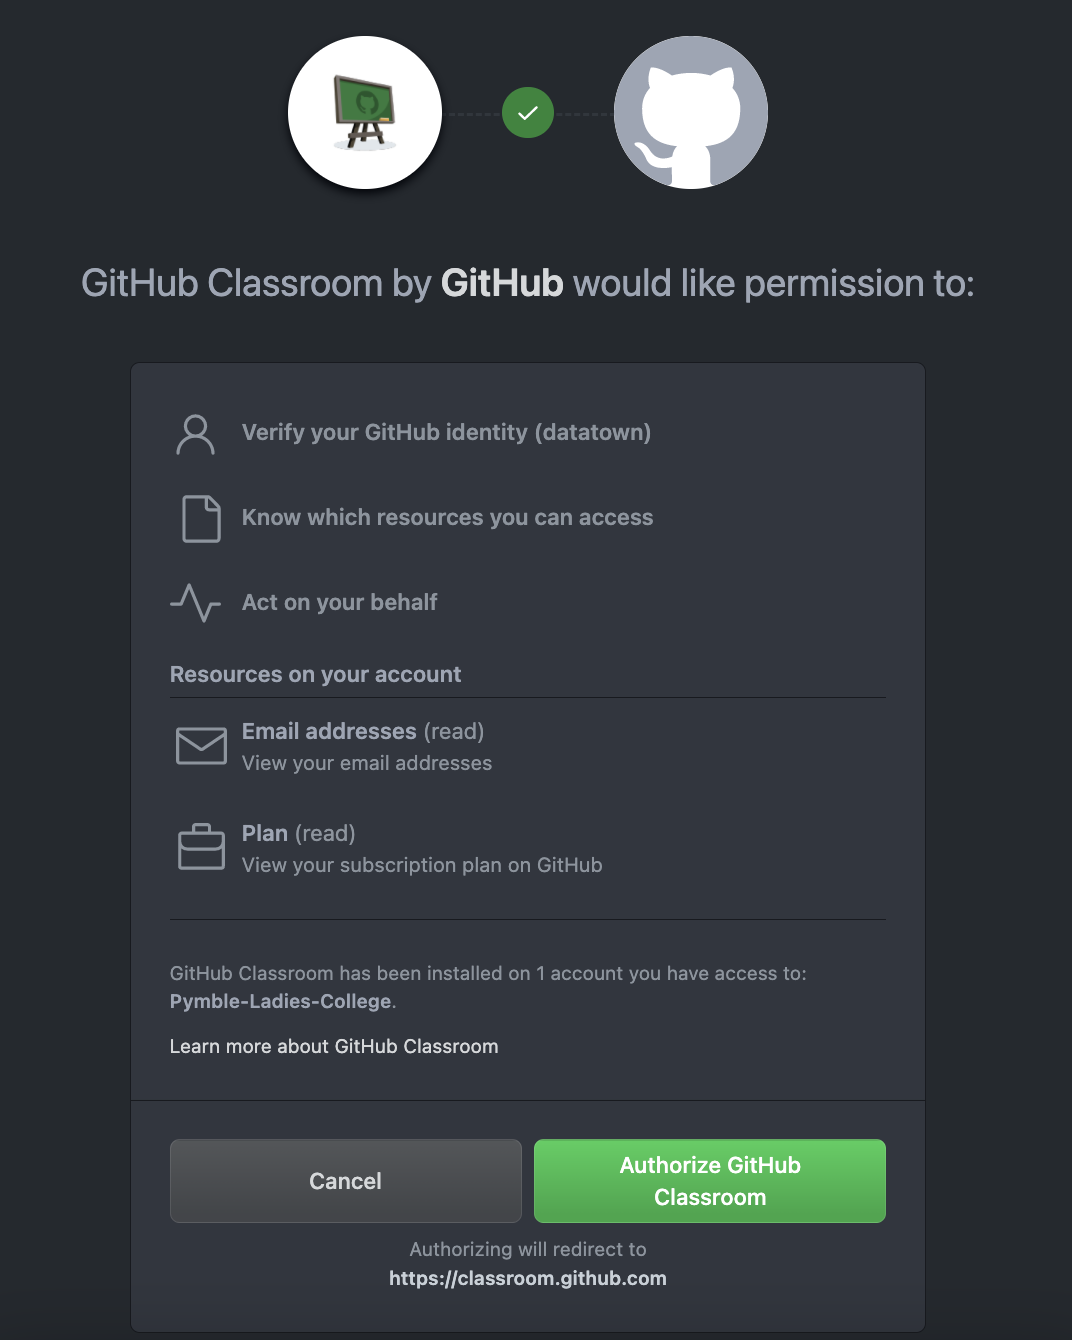 GitHub Classroom by GitHub would like permission to:
Verify your GitHub identity (datatown)
Know which resources you can access
Act on your behalf
Resources on your account
Email addresses (read)
View your email addresses
Plan (read)
View your subscription plan on GitHub
GitHub Classroom has been installed on 1 account you have access to:
Pymble-Ladies-College.
Learn more about GitHub Classroom
Cancel
Authorize GitHub
Classroom
Authorizing will redirect to
https://classroom.github.com